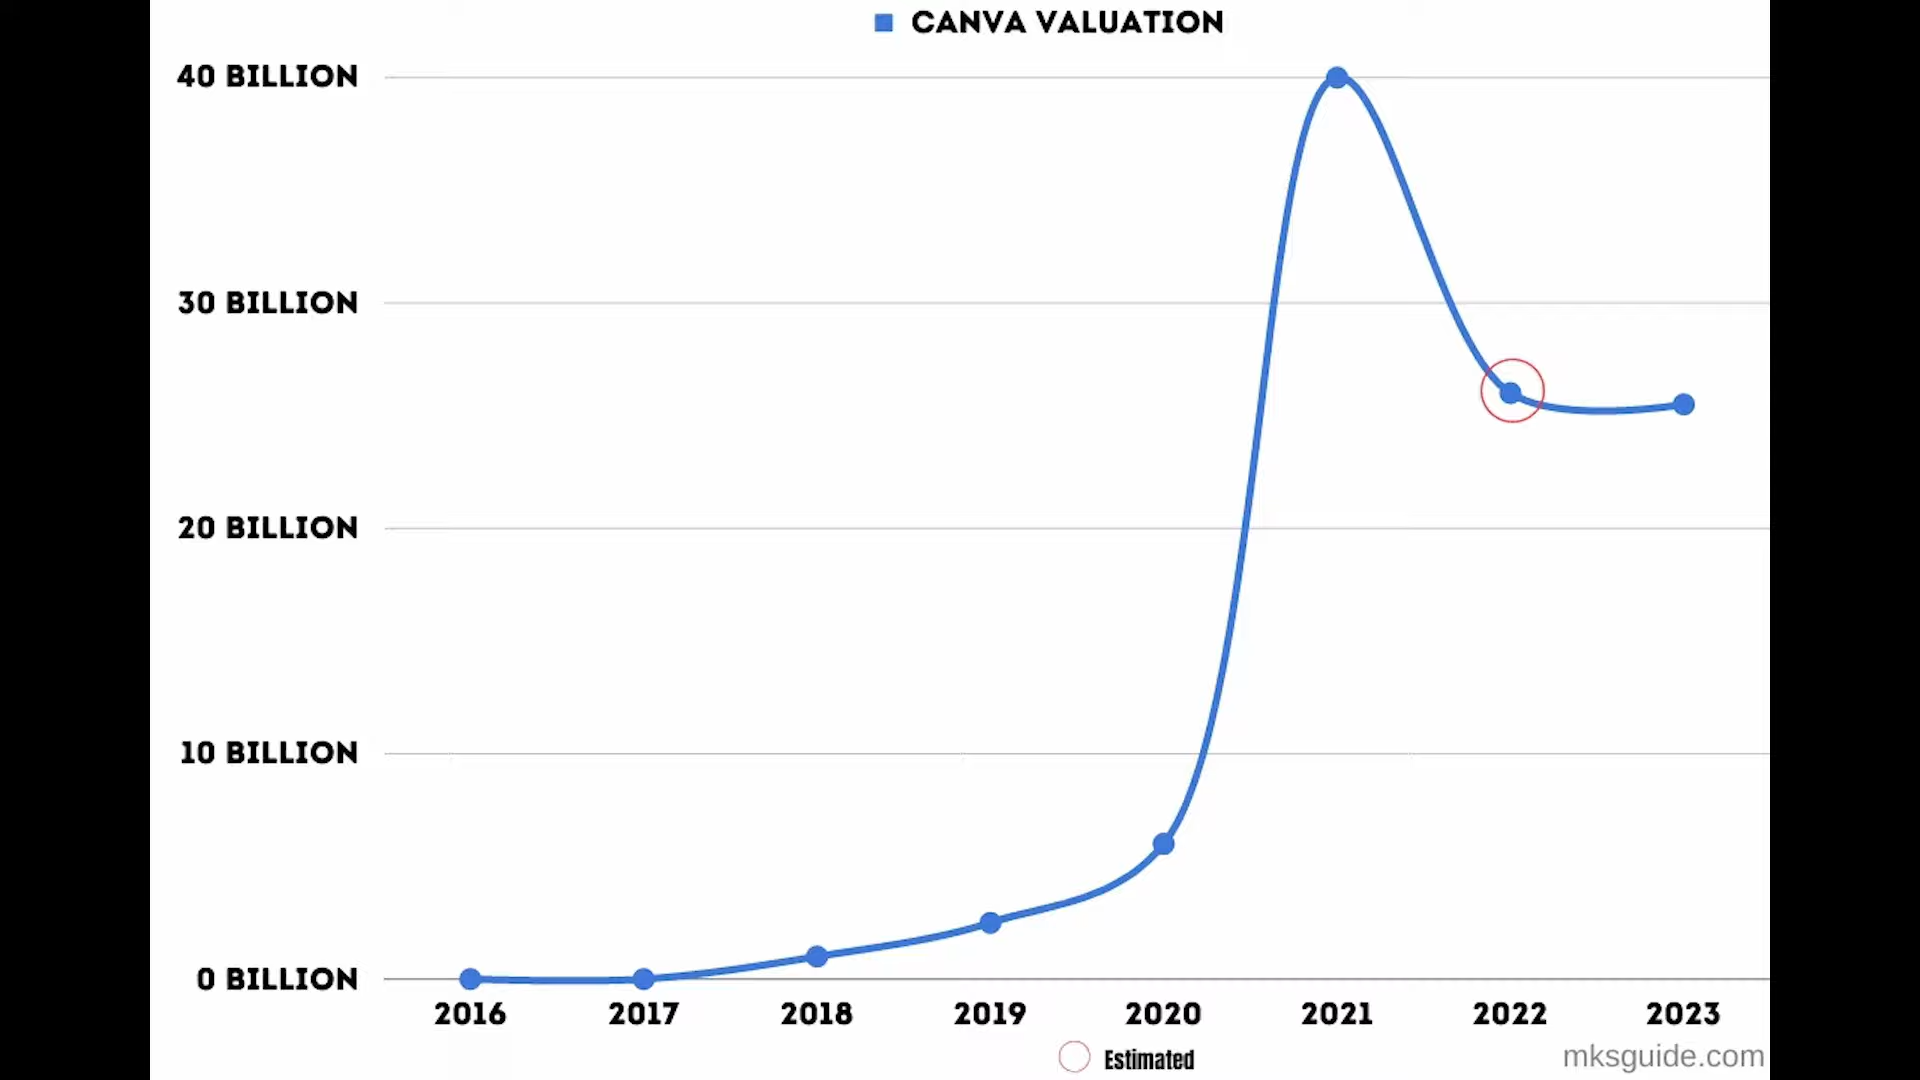 CANVA VALUATION
40 BILLION
30 BILLION
20 BILLION
10 BILLION
0 BILLION
2016 2017 2018 2019 2020 2021 2022 2023
Estimated
mksguide.com